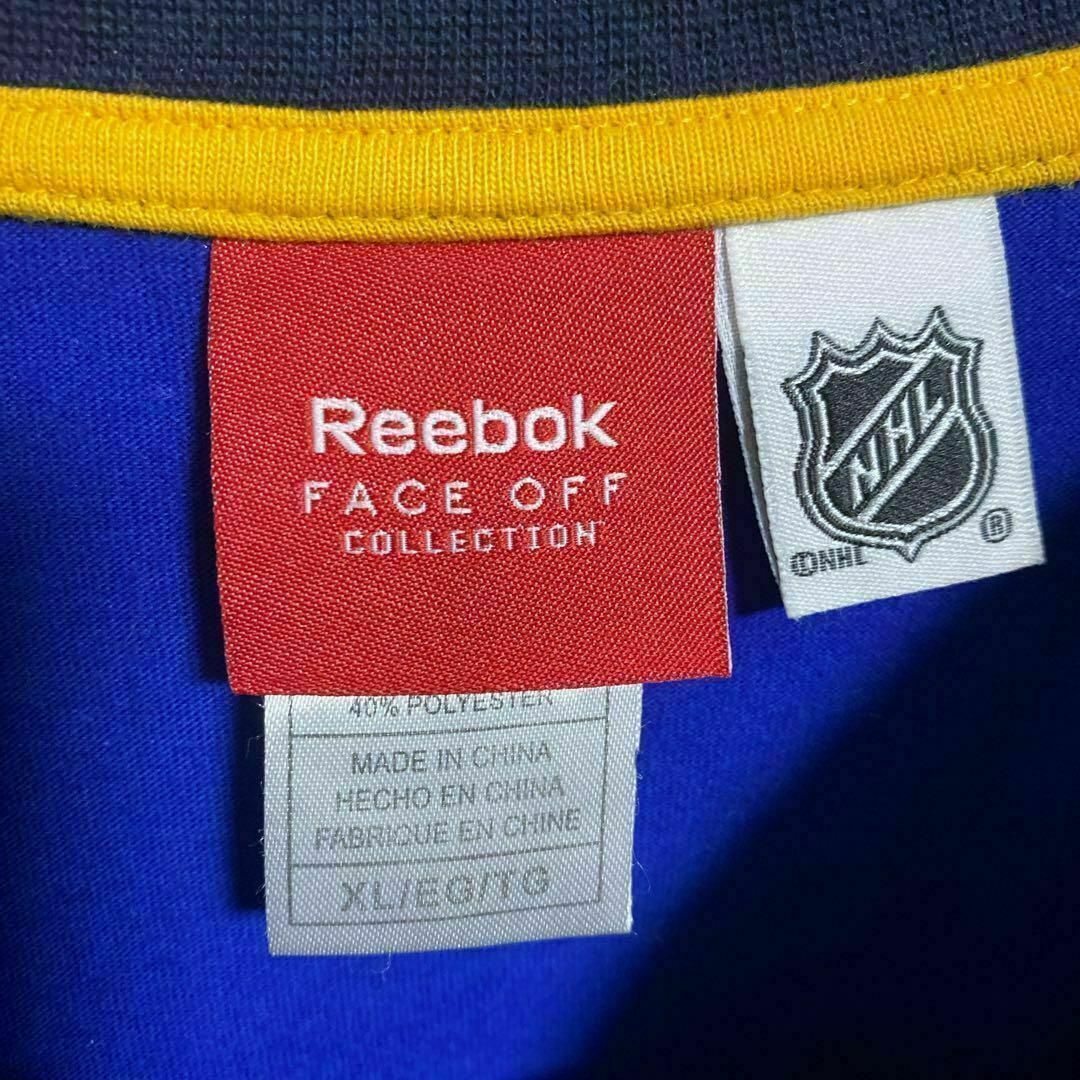 Reebok
FACE OFF
COLLECTION
NHL
©NHL ®
40% POLYESTER
MADE IN CHINA
HECHO EN CHINA
FABRIQUE EN CHINE
XL/EG/TG